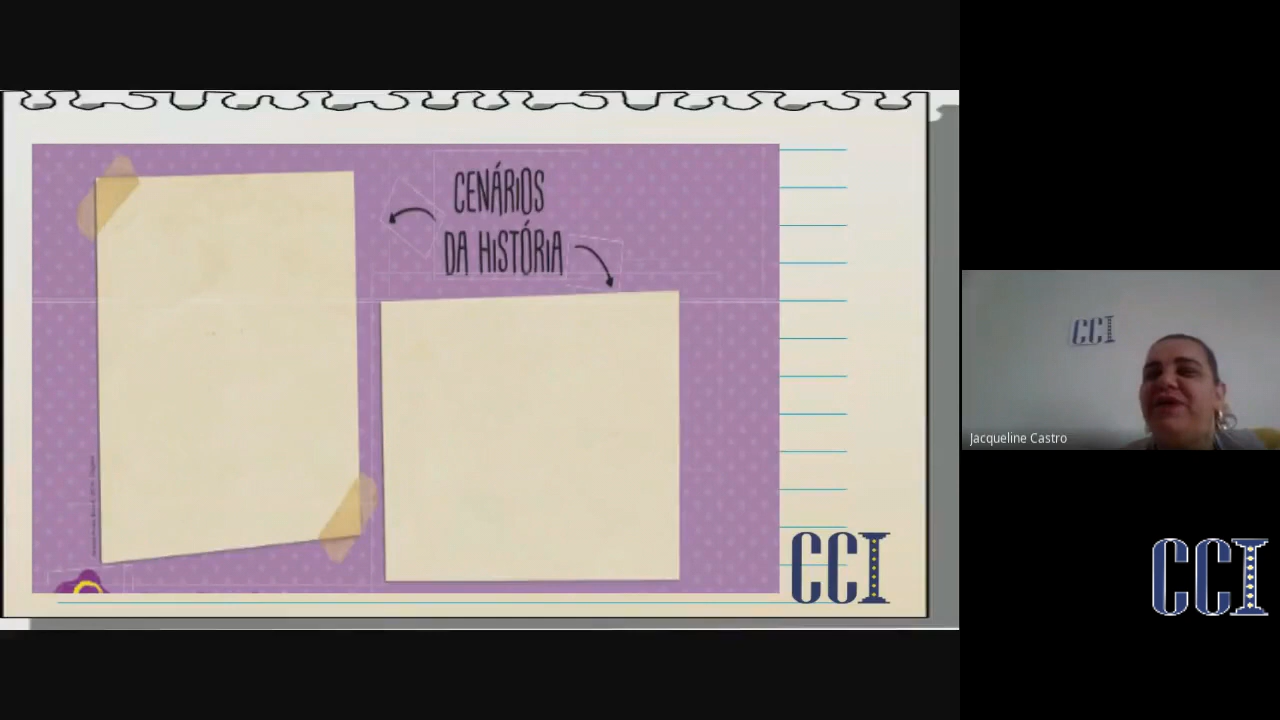 CENÁRIOS
DA HISTÓRIA
CCI
CCI
Jacqueline Castro
CCI